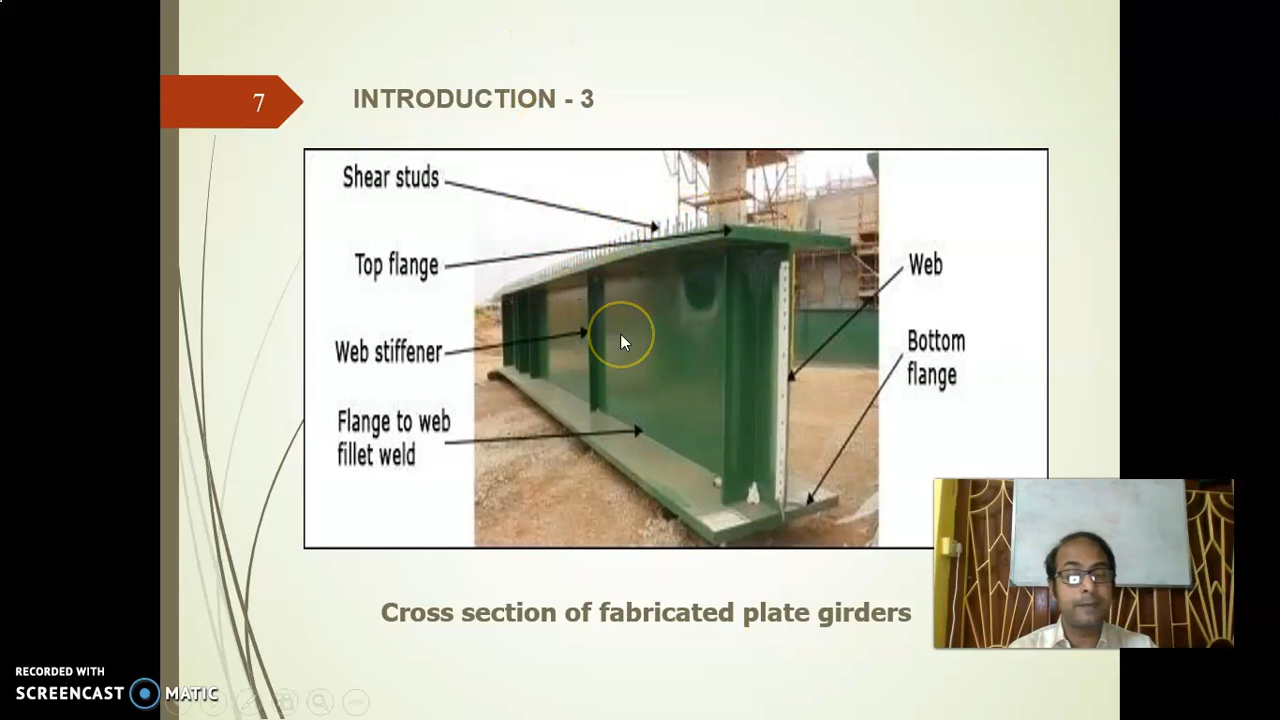 7
INTRODUCTION - 3
Shear studs
Top flange
Web stiffener
Flange to web
fillet weld
Web
Bottom
flange
Cross section of fabricated plate girders
RECORDED WITH
SCREENCAST MATIC